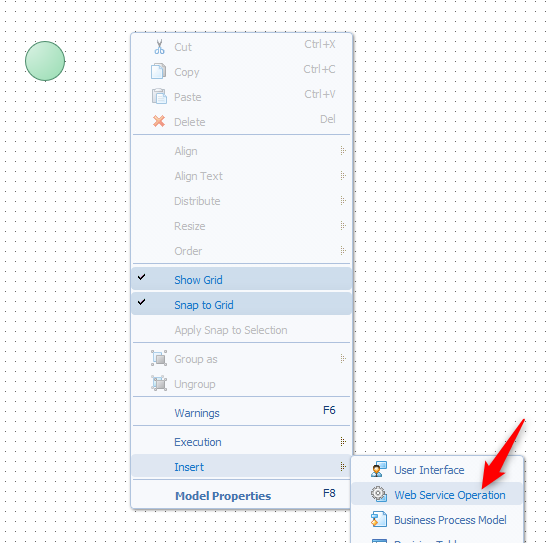 Cut Ctrl+X
Copy Ctrl+C
Paste Ctrl+V
Delete Del
Align
Align Text
Distribute
Resize
Order
Show Grid
Snap to Grid
Apply Snap to Selection
Group as
Ungroup
Warnings F6
Execution
Insert
Model Properties F8
User Interface
Web Service Operation
Business Process Model